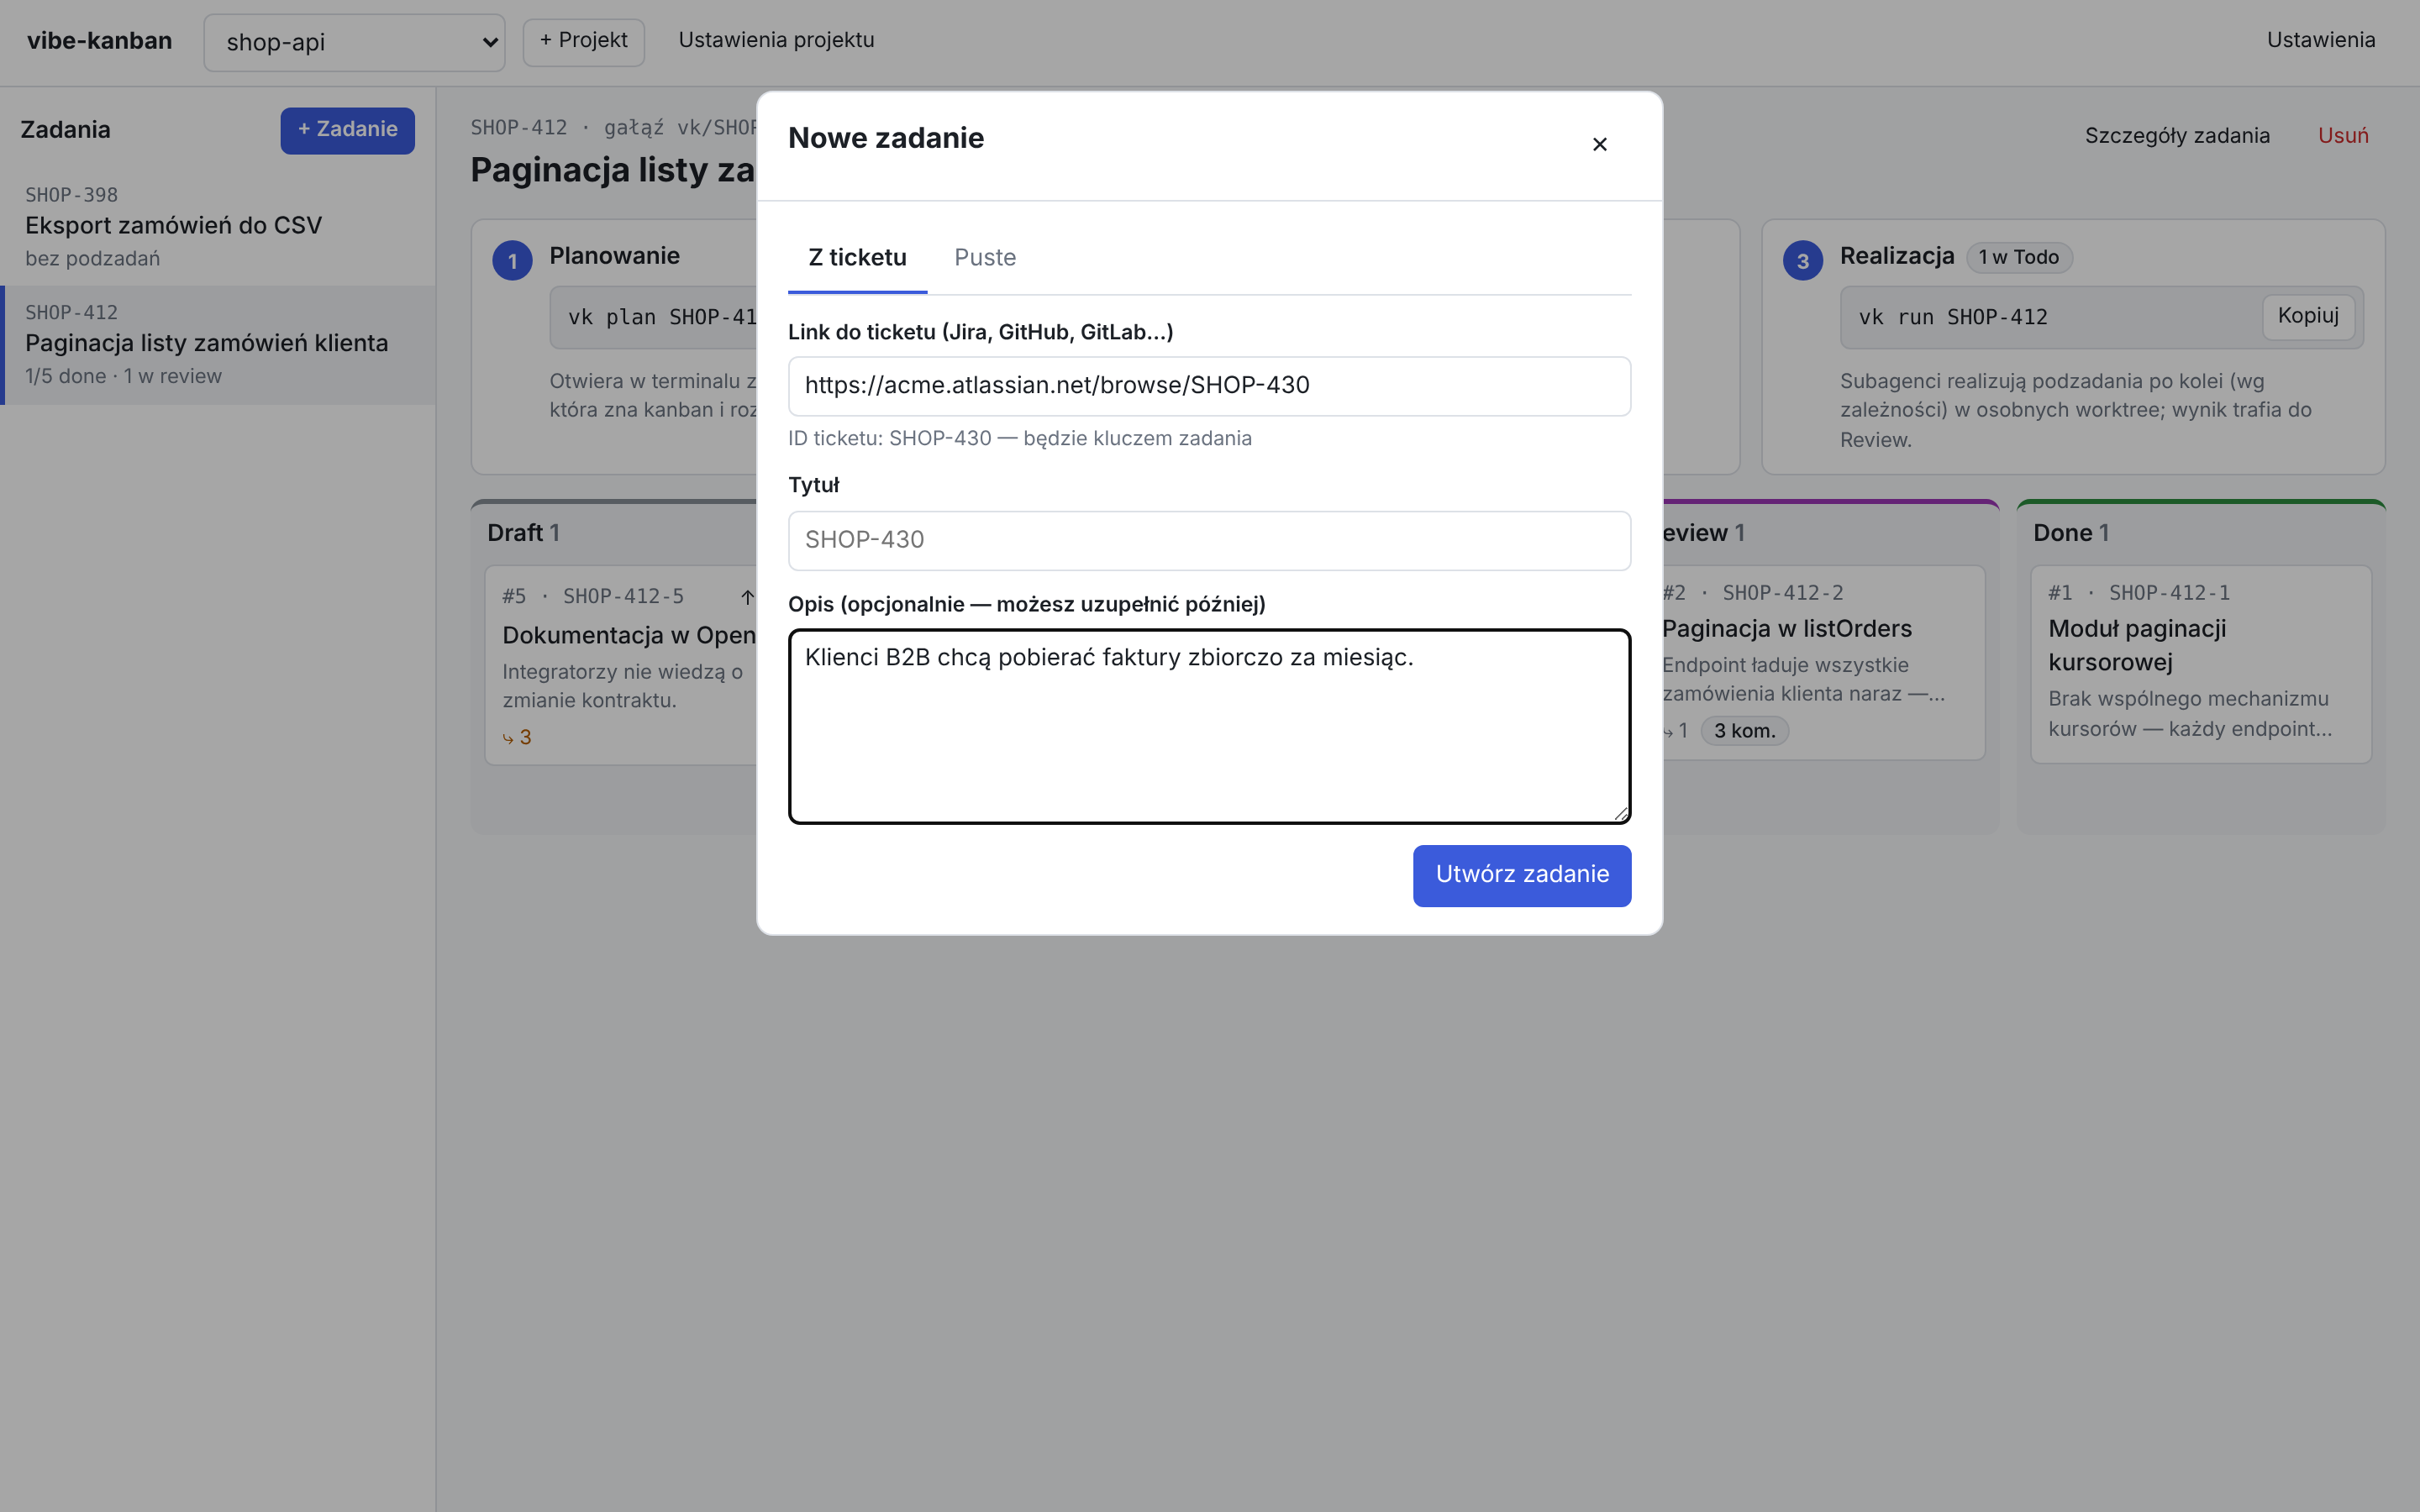 vibe-kanban
shop-api
+ Projekt
Ustawienia projektu
Ustawienia
Zadania
+ Zadanie
SHOP-398
Eksport zamówień do CSV
bez podzadań
SHOP-412
Paginacja listy zamówień klienta
1/5 done · 1 w review
SHOP-412 · gałąź
Paginacja listy
Szczegóły zadania
Usuń
1
Planowanie
vk plan
Otwiera w terminalu
która zna kanban i
3
Realizacja
1 w Todo
vk run SHOP-412
Kopiuj
Subagenci realizują podzadania po kolei (wg
zależności) w osobnych worktree; wynik trafia do
Review.
Draft 1
#5 · SHOP-412-5
Dokumentacja w
Integratorzy nie wiedzą o
zmianie kontraktu.
⤷ 3
1
#2 · SHOP-412-2
Paginacja w listOrders
Endpoint ładuje wszystkie
zamówienia klienta naraz —...
⤷ 1
3 kom.
Done 1
#1 · SHOP-412-1
Moduł paginacji
kursorowej
Brak wspólnego mechanizmu
kursorów — każdy endpoint...
Nowe zadanie
×
Z ticketu
Puste
Link do ticketu (Jira, GitHub, GitLab...)
https://acme.atlassian.net/browse/SHOP-430
ID ticketu: SHOP-430 — będzie kluczem zadania
Tytuł
SHOP-430
Opis (opcjonalnie — możesz uzupełnić później)
Klienci B2B chcą pobierać faktury zbiorczo za miesiąc.
Utwórz zadanie